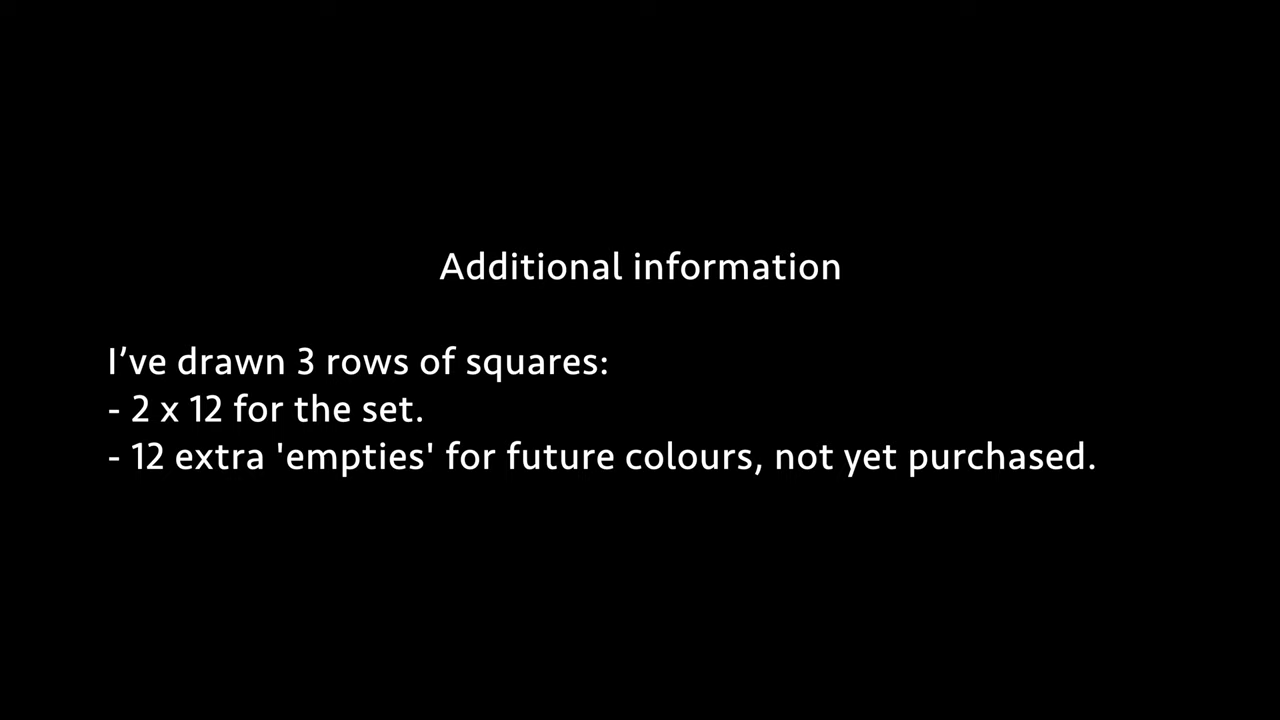 Additional information
I’ve drawn 3 rows of squares:
- 2 x 12 for the set.
- 12 extra 'empties' for future colours, not yet purchased.